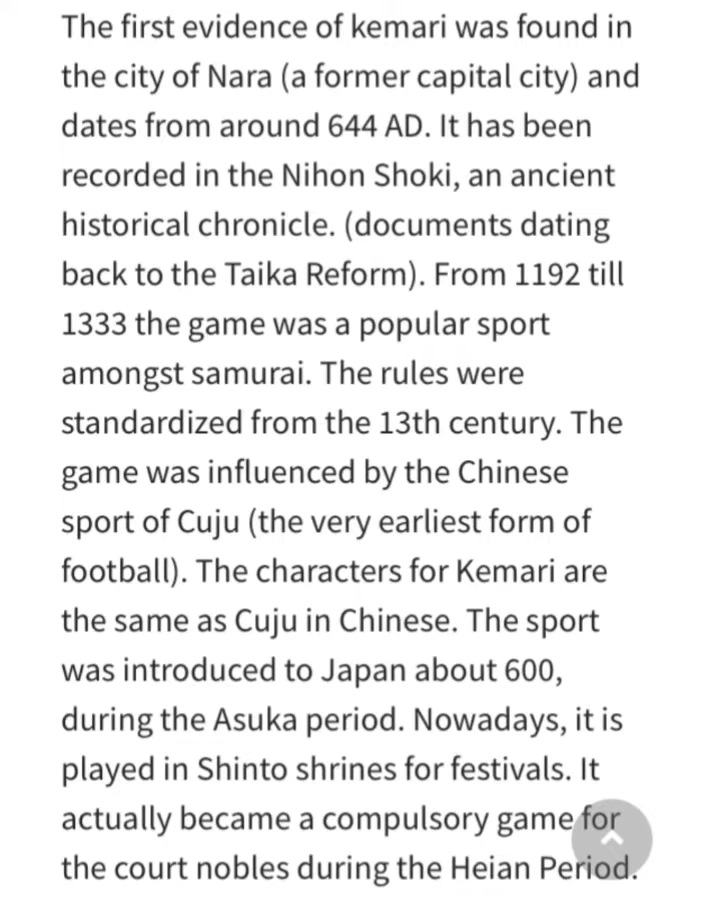 The first evidence of kemari was found in
the city of Nara (a former capital city) and
dates from around 644 AD. It has been
recorded in the Nihon Shoki, an ancient
historical chronicle. (documents dating
back to the Taika Reform). From 1192 till
1333 the game was a popular sport
amongst samurai. The rules were
standardized from the 13th century. The
game was influenced by the Chinese
sport of Cuju (the very earliest form of
football). The characters for Kemari are
the same as Cuju in Chinese. The sport
was introduced to Japan about 600,
during the Asuka period. Nowadays, it is
played in Shinto shrines for festivals. It
actually became a compulsory game for
the court nobles during the Heian Period.